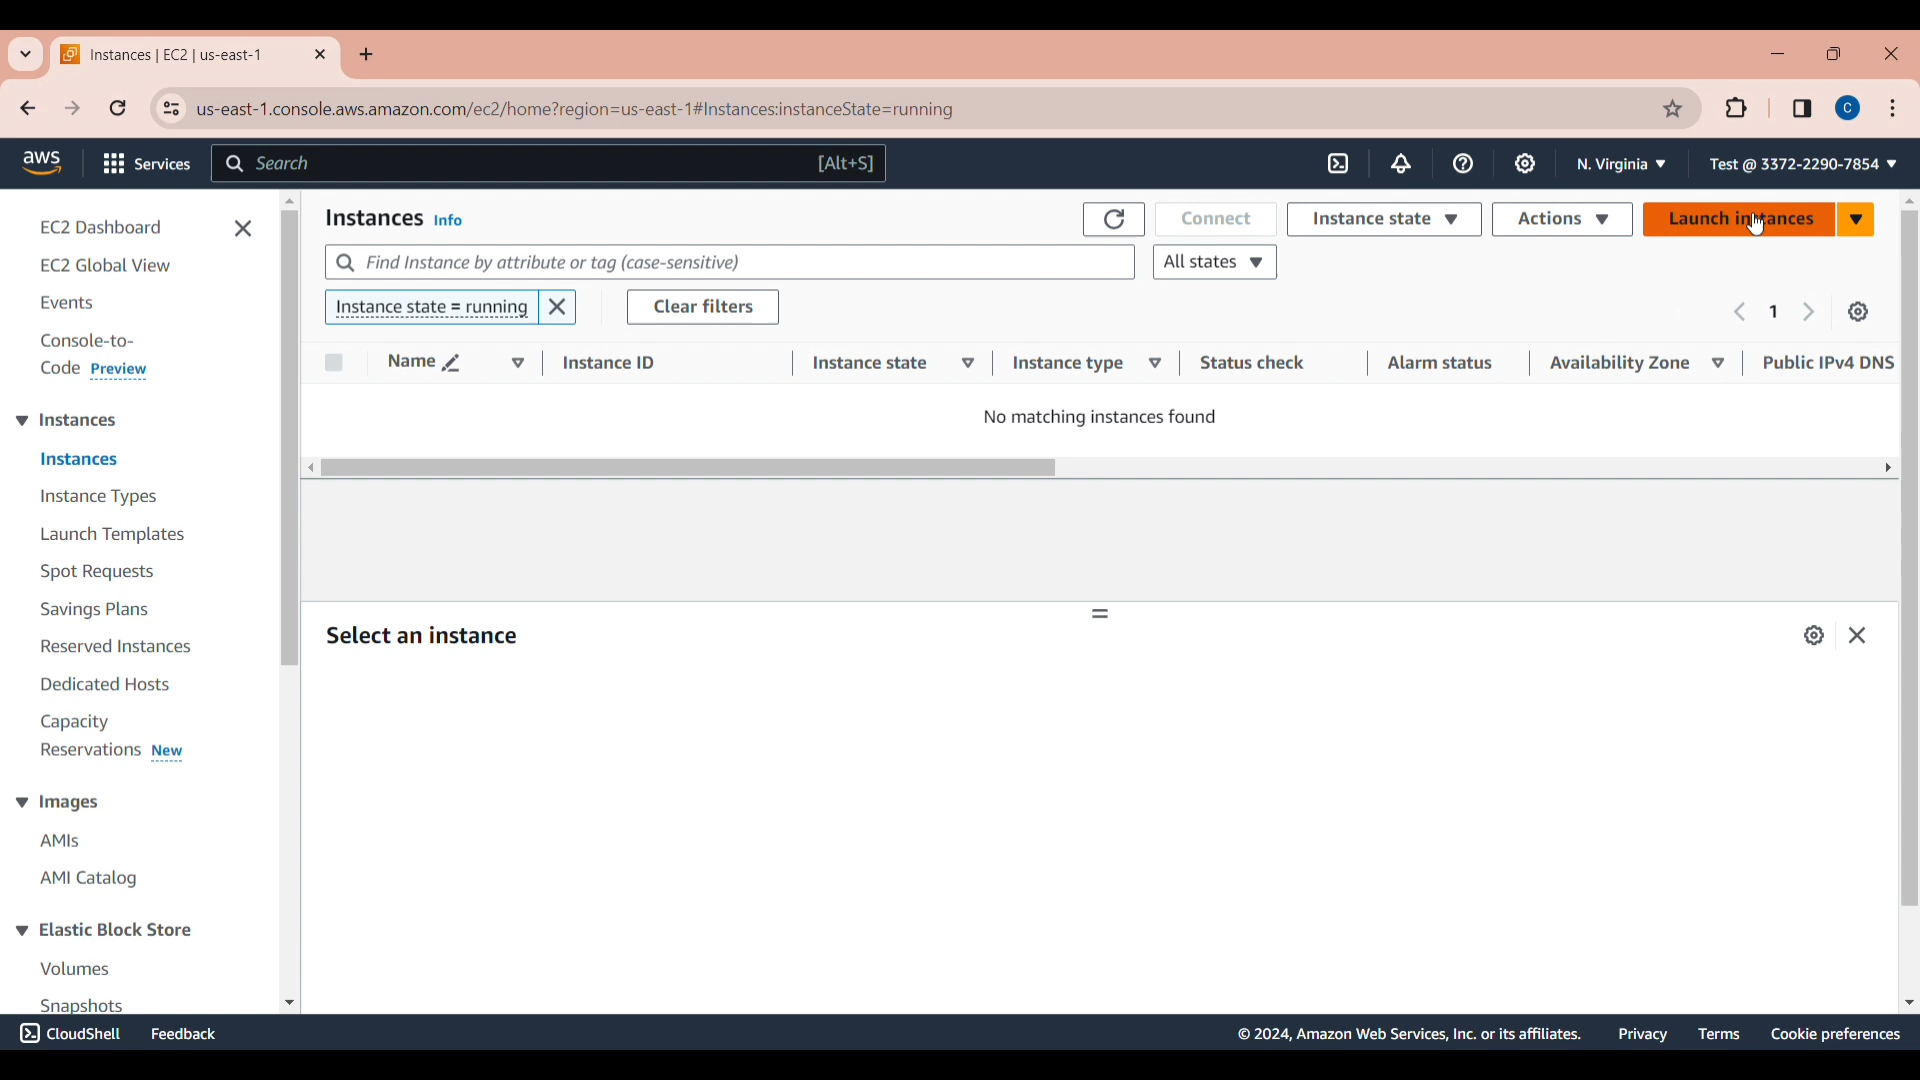 Instances | EC2 | us-east-1
us-east-1.console.aws.amazon.com/ec2/home?region=us-east-1#Instances:instanceState=running
C
aws
Services
Search
[Alt+S]
N. Virginia
Test @ 3372-2290-7854
EC2 Dashboard
EC2 Global View
Events
Console-to-
Code Preview
Instances
Instances
Instance Types
Launch Templates
Spot Requests
Savings Plans
Reserved Instances
Dedicated Hosts
Capacity
Reservations New
Images
AMIs
AMI Catalog
Elastic Block Store
Volumes
Snapshots
Instances Info
Connect
Instance state
Actions
Launch instances
Find Instance by attribute or tag (case-sensitive)
All states
Instance state = running
Clear filters
1
Name
Instance ID
Instance state
Instance type
Status check
Alarm status
Availability Zone
Public IPv4 DNS
No matching instances found
Select an instance
CloudShell
Feedback
© 2024, Amazon Web Services, Inc. or its affiliates.
Privacy
Terms
Cookie preferences